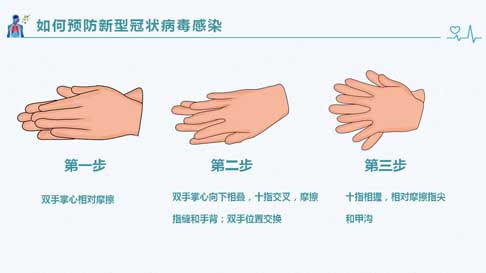 如何预防新型冠状病毒感染
第一步
双手掌心相对摩擦
第二步
双手掌心向下相叠，十指交叉，摩擦
指缝和手背；双手位置交换
第三步
十指相握，相对摩擦指尖
和甲沟